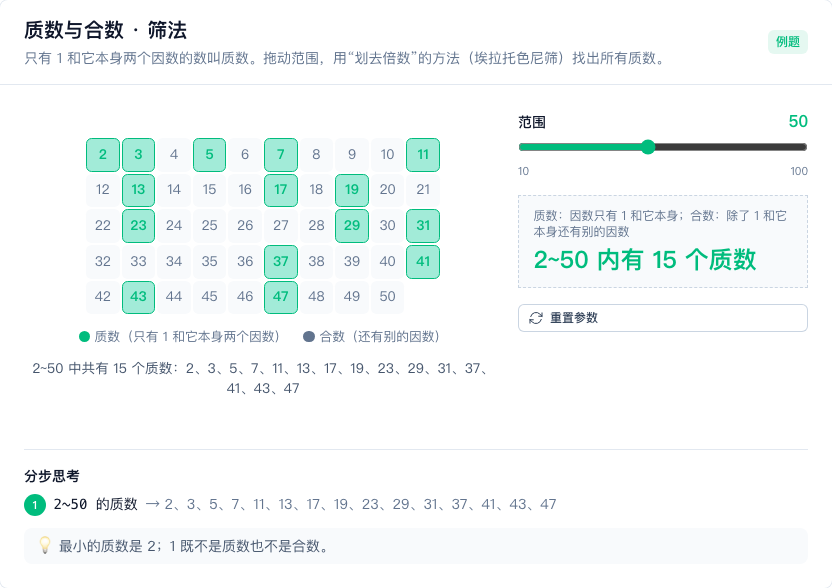 质数与合数 · 筛法
只有 1 和它本身两个因数的数叫质数。拖动范围，用“划去倍数”的方法（埃拉托色尼筛）找出所有质数。
例题
2 3 4 5 6 7 8 9 10 11
12 13 14 15 16 17 18 19 20 21
22 23 24 25 26 27 28 29 30 31
32 33 34 35 36 37 38 39 40 41
42 43 44 45 46 47 48 49 50
质数（只有 1 和它本身两个因数） 合数（还有别的因数）
2~50 中共有 15 个质数：2、3、5、7、11、13、17、19、23、29、31、37、
41、43、47
范围 50
10 100
质数：因数只有 1 和它本身；合数：除了 1 和它
本身还有别的因数
2~50 内有 15 个质数
重置参数
分步思考
1 2~50 的质数 → 2、3、5、7、11、13、17、19、23、29、31、37、41、43、47
最小的质数是 2；1 既不是质数也不是合数。